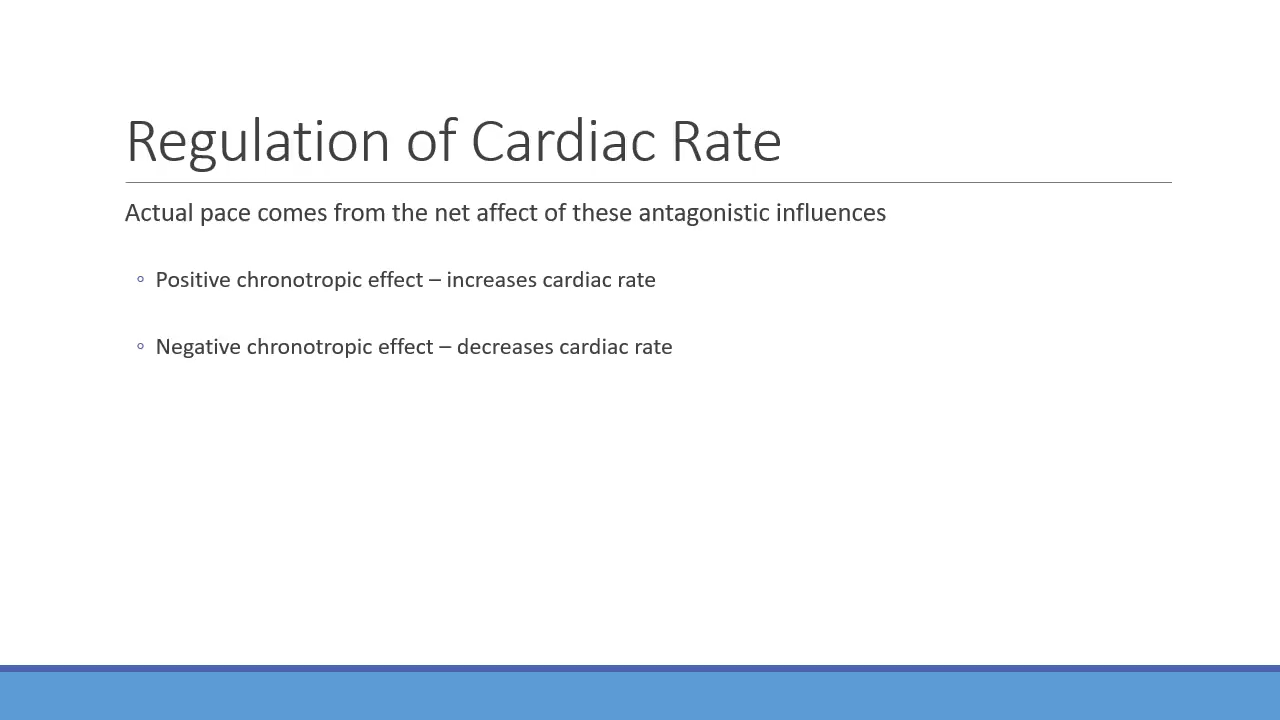 Regulation of Cardiac Rate
Actual pace comes from the net affect of these antagonistic influences
◦ Positive chronotropic effect – increases cardiac rate
◦ Negative chronotropic effect – decreases cardiac rate